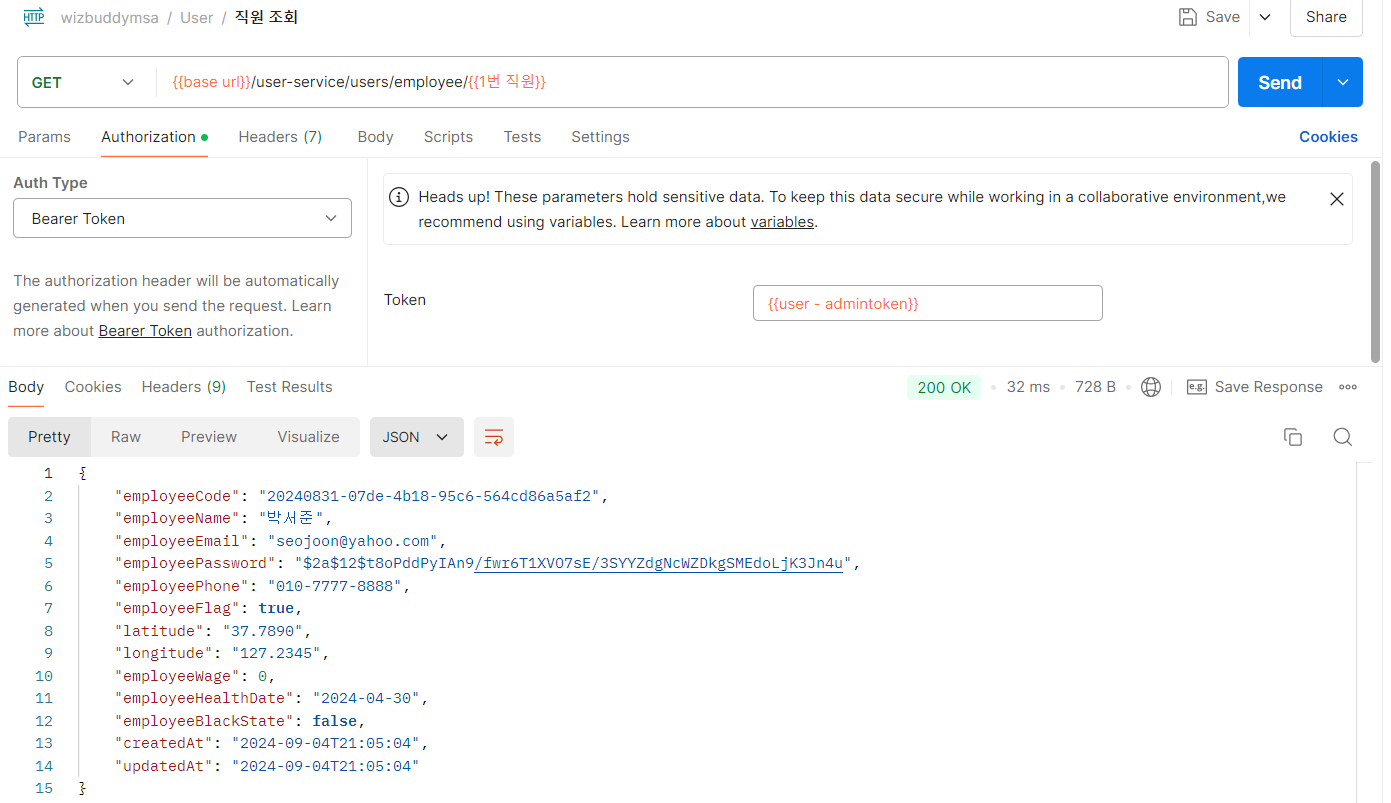 HTTP wizbuddymsa / User / 직원 조회 Save Share
GET {{base url}}/user-service/users/employee/{{1번 직원}} Send
Params Authorization Headers (7) Body Scripts Tests Settings Cookies
Auth Type
Bearer Token
The authorization header will be automatically
generated when you send the request. Learn
more about Bearer Token authorization.
Heads up! These parameters hold sensitive data. To keep this data secure while working in a collaborative environment,we
recommend using variables. Learn more about variables.
Token {{user - admintoken}}
Body Cookies Headers (9) Test Results 200 OK 32 ms 728 B e.g. Save Response
Pretty Raw Preview Visualize JSON
1 {
2 "employeeCode": "20240831-07de-4b18-95c6-564cd86a5af2",
3 "employeeName": "박서준",
4 "employeeEmail": "seojoon@yahoo.com",
5 "employeePassword": "$2a$12$t8oPddPyIAn9/fwr6T1XVO7sE/3SYYZdgNcWZDkgSMEdoLjK3Jn4u",
6 "employeePhone": "010-7777-8888",
7 "employeeFlag": true,
8 "latitude": "37.7890",
9 "longitude": "127.2345",
10 "employeeWage": 0,
11 "employeeHealthDate": "2024-04-30",
12 "employeeBlackState": false,
13 "createdAt": "2024-09-04T21:05:04",
14 "updatedAt": "2024-09-04T21:05:04"
15 }